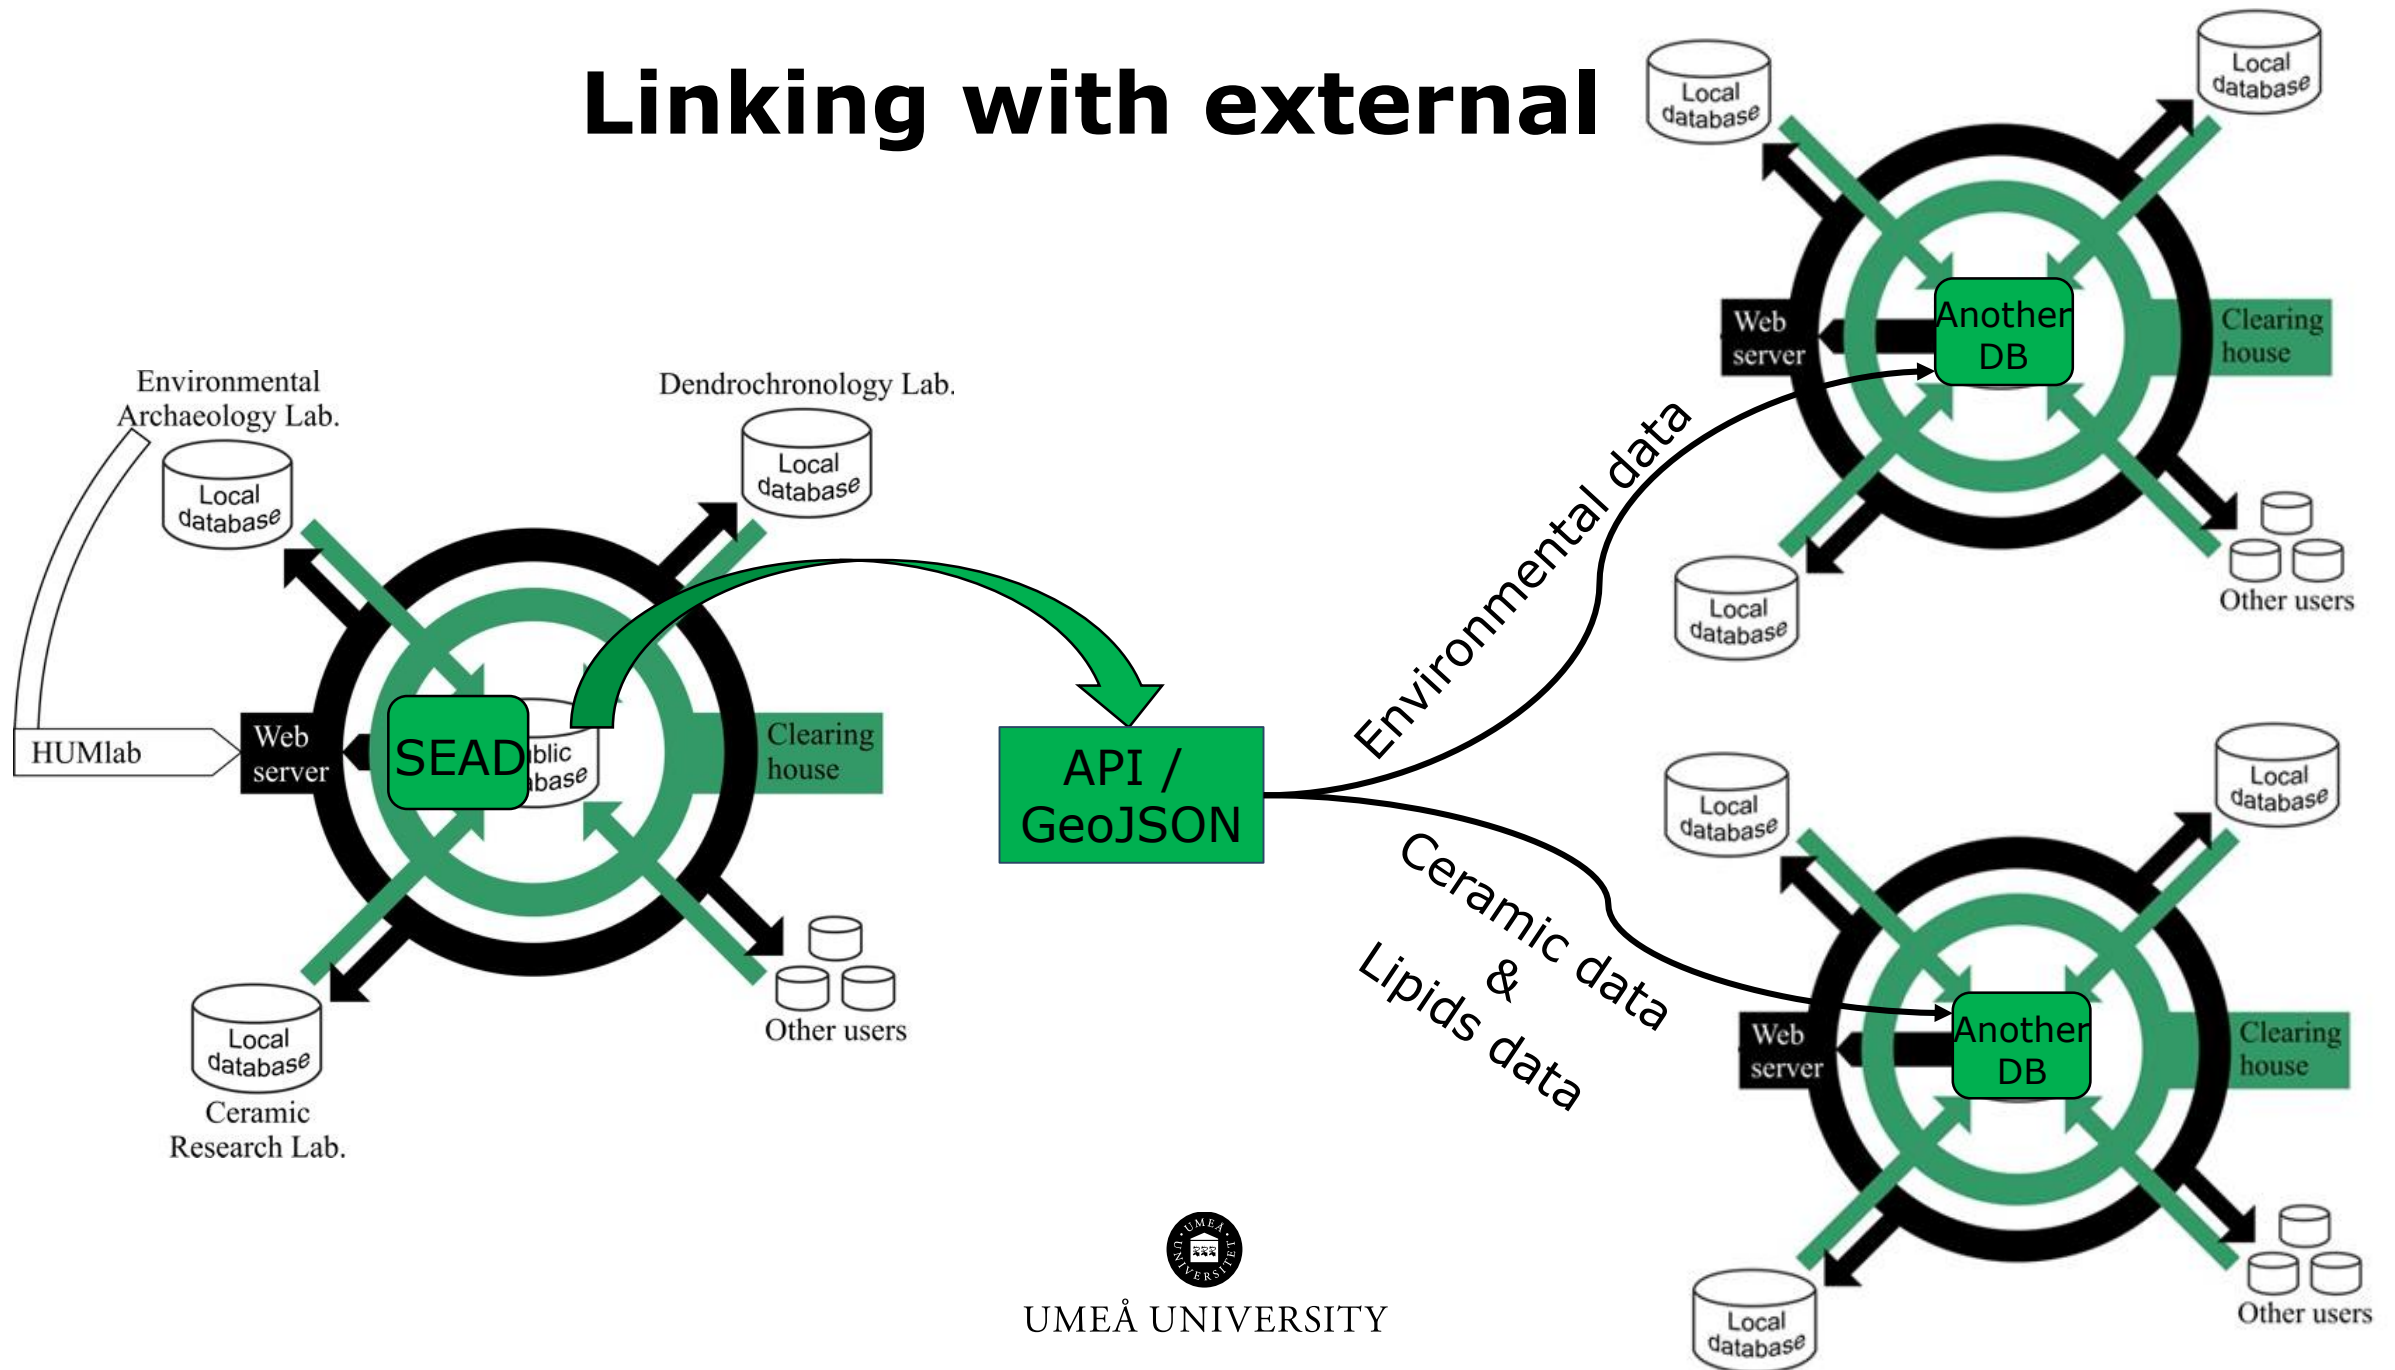 Linking with external
Environmental
Archaeology Lab.
Local
database
Dendrochronology Lab.
Local
database
HUMlab
Web
server
SEAD
Clearing
house
Local
database
Ceramic
Research Lab.
Other users
API /
GeoJSON
Environmental data
Ceramic data
&
Lipids data
Local
database
Local
database
Web
server
Another
DB
Clearing
house
Local
database
Other users
Local
database
Local
database
Web
server
Another
DB
Clearing
house
Local
database
Other users
UMEÅ UNIVERSITET
UMEÅ UNIVERSITY